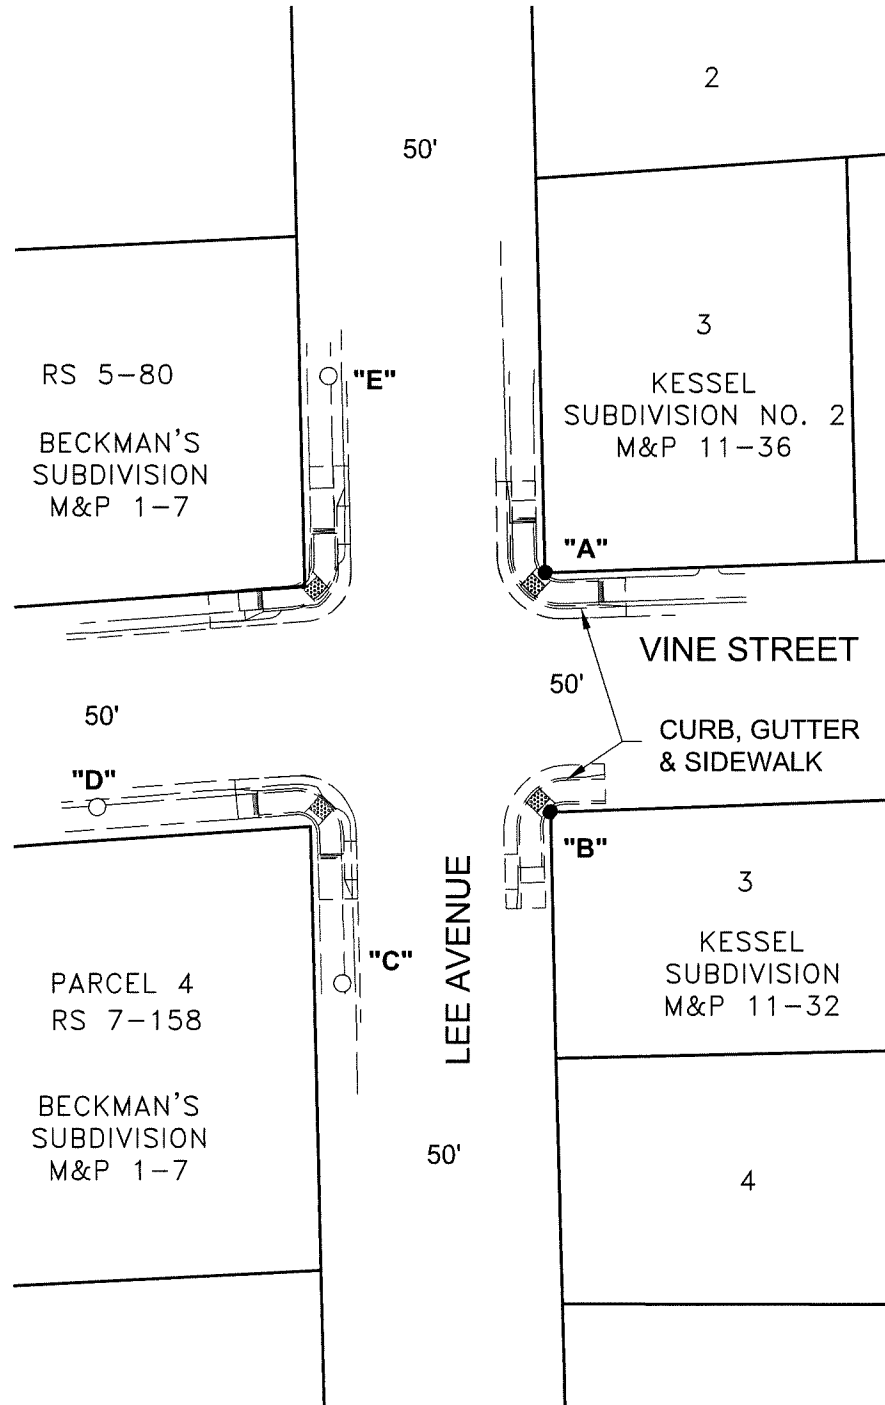 2
50'
3
KESSEL
SUBDIVISION NO. 2
M&P 11-36
RS 5-80
BECKMAN'S
SUBDIVISION
M&P 1-7
"E"
"A"
VINE STREET
50'
50'
CURB, GUTTER
& SIDEWALK
"D"
"B"
LEE AVENUE
3
KESSEL
SUBDIVISION
M&P 11-32
"C"
PARCEL 4
RS 7-158
BECKMAN'S
SUBDIVISION
M&P 1-7
50'
4